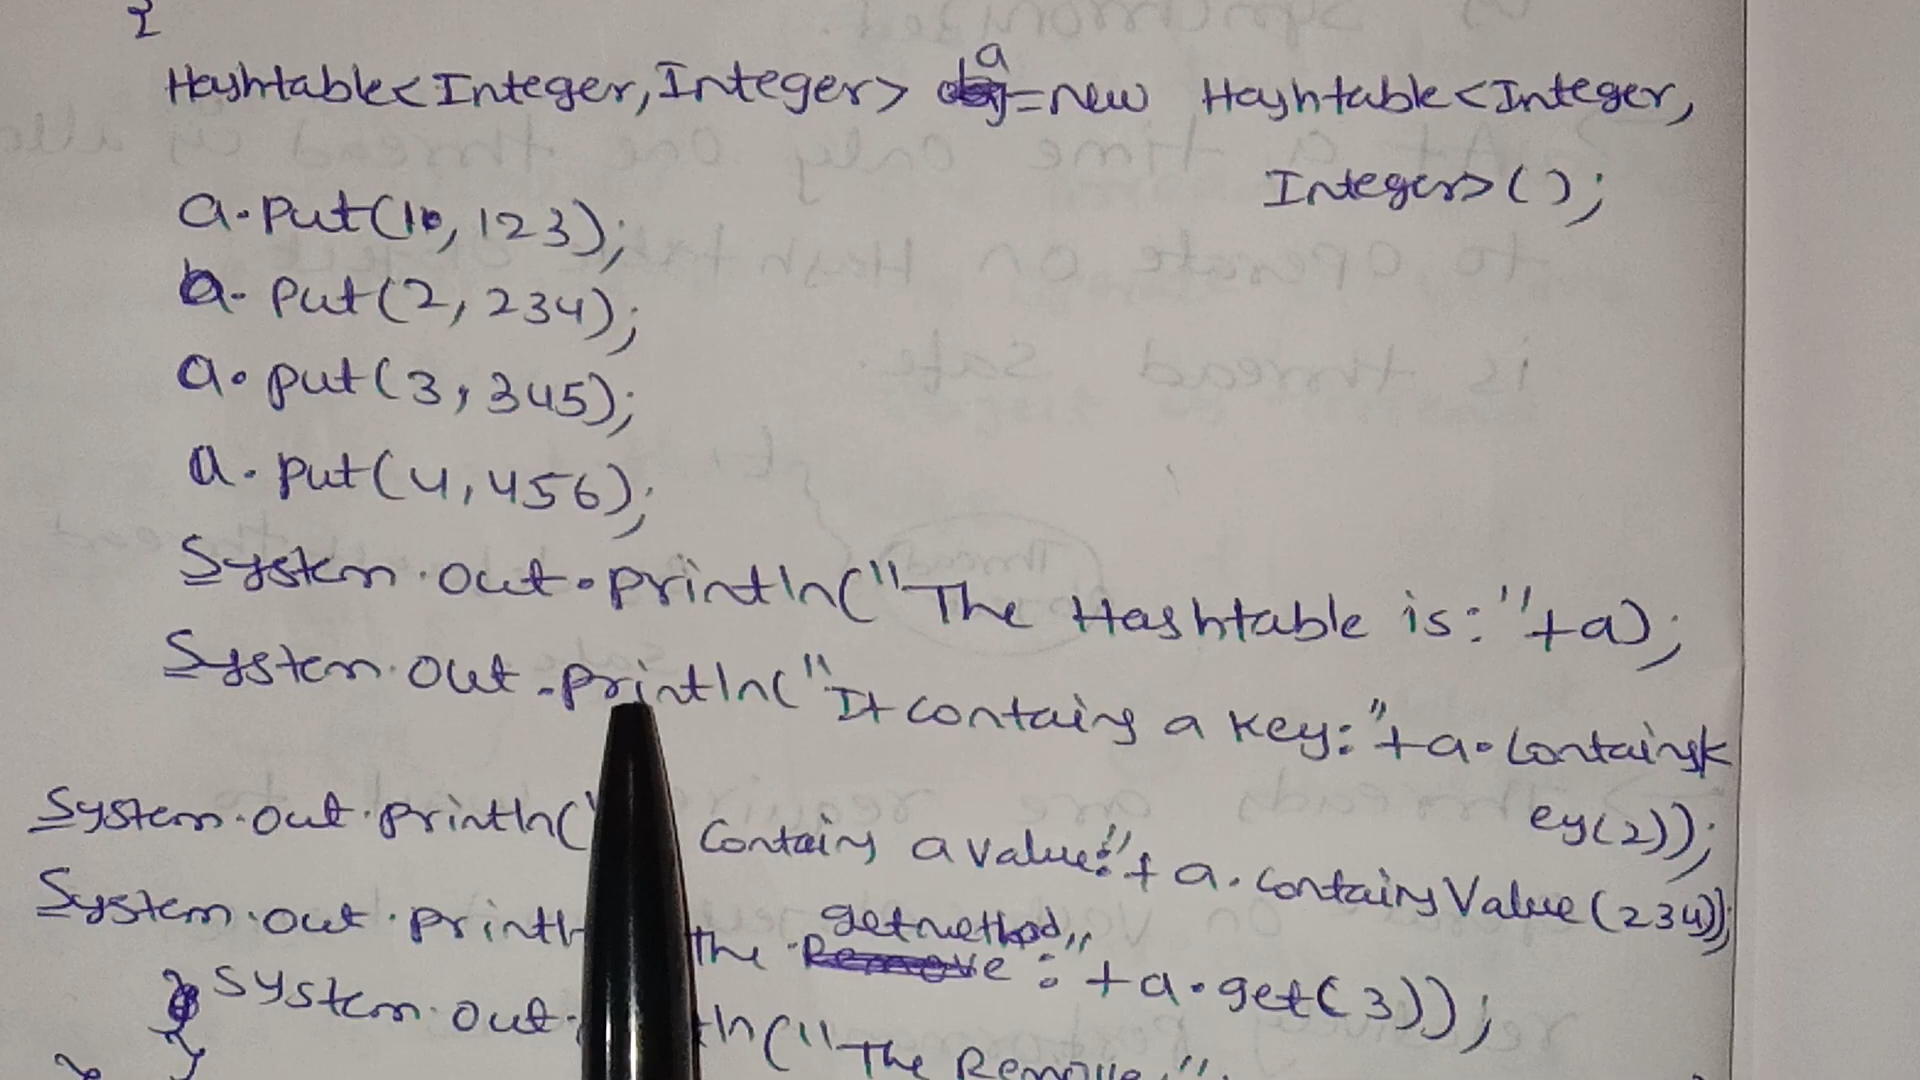 {
Hashtable<Integer,Integer> a=new Hashtable<Integer,
Integer>();
a.put(10,123);
a.put(2,234);
a.put(3,345);
a.put(4,456);
System.out.println("The Hashtable is:"+a);
System.out.println("It contains a key:"+a.containsk
ey(2));
System.out.println(" contains a value:"+a.containsValue(234));
System.out.println the getmethod:"+a.get(3));
System.out. ln("The Remove:"
}